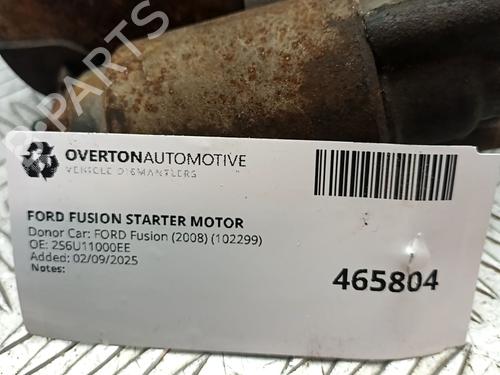 B-PARTS
OVERTONAUTOMOTIVE
VEHICLE DISMANTLERS
FORD FUSION STARTER MOTOR
Donor Car: FORD Fusion (2008) (102299)
OE: 2S6U11000EE
Added: 02/09/2025
Notes:
465804